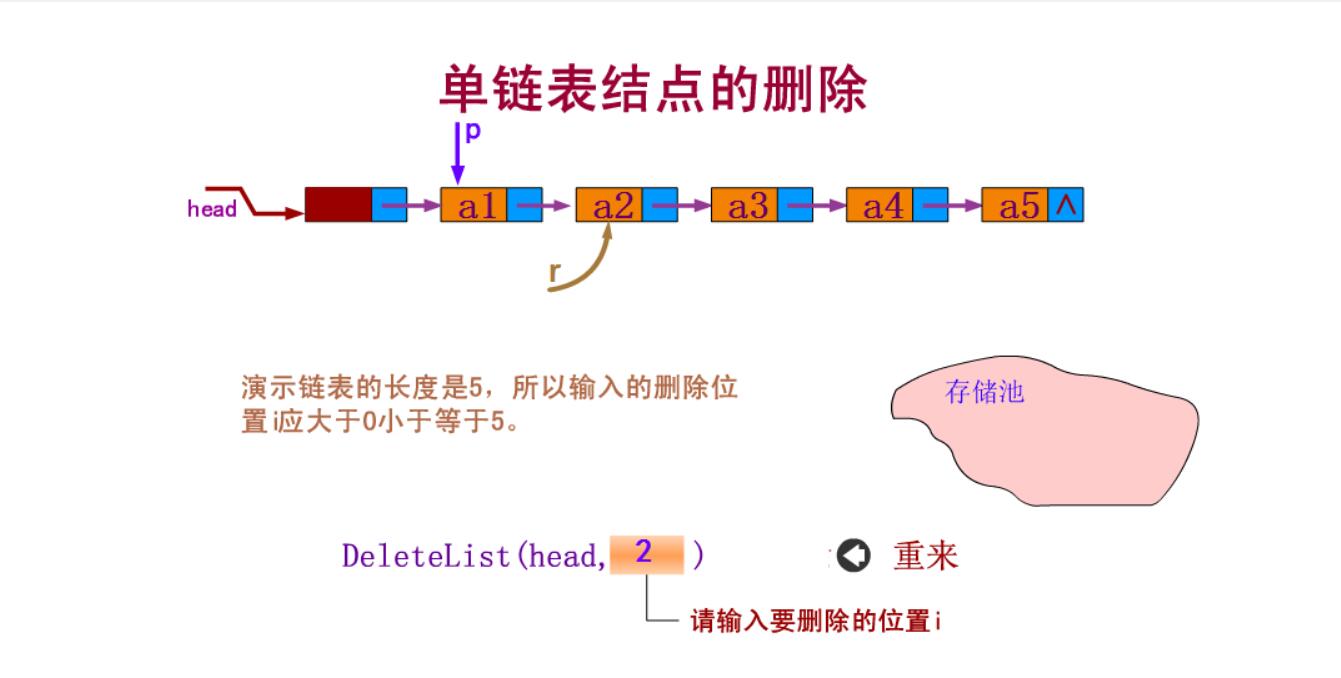 单链表结点的删除
p
head
a1
a2
a3
a4
a5 ∧
r
演示链表的长度是5，所以输入的删除位
置i应大于0小于等于5。
存储池
DeleteList(head, 2 )
重来
请输入要删除的位置i